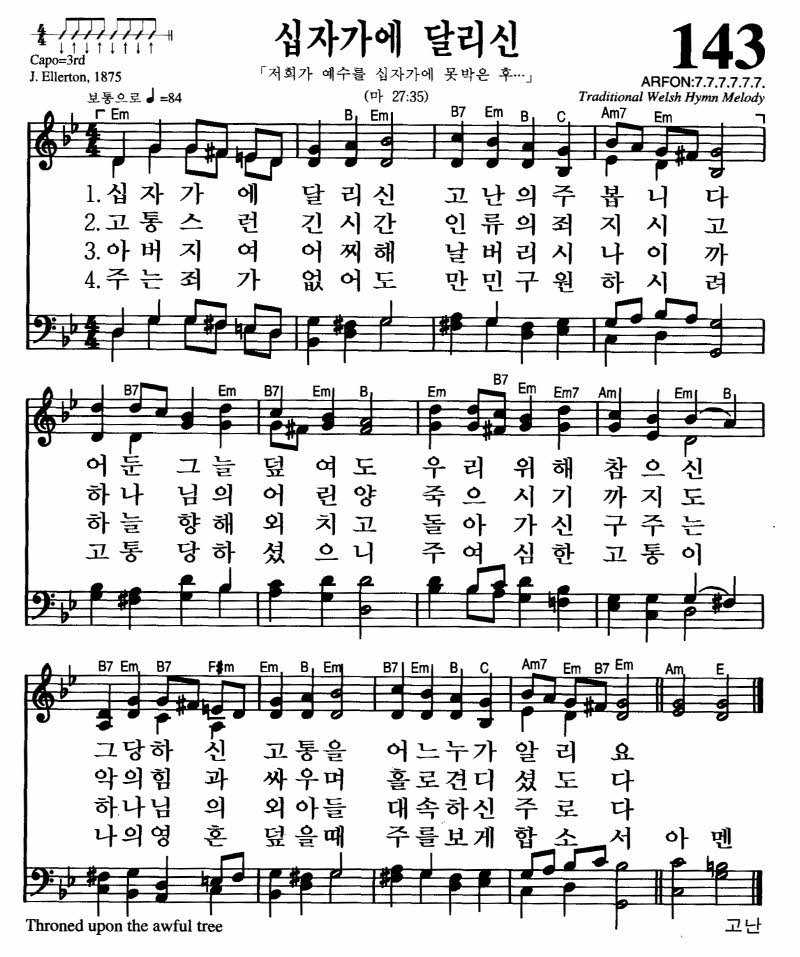 십자가에 달리신
143
Capo=3rd
J. Ellerton, 1875
「저희가 예수를 십자가에 못박은 후…」
ARFON:7.7.7.7.7.7.
보통으로 ♩=84
(마 27:35)
Traditional Welsh Hymn Melody
Em B Em B7 Em B C Am7 Em
1. 십 자 가 에 달 리 신 고 난 의 주 봅 니 다
2. 고 통 스 런 긴 시 간 인 류 의 죄 지 시 고
3. 아 버 지 여 어 찌 해 날 버 리 시 나 이 까
4. 주 는 죄 가 없 어 도 만 민 구 원 하 시 려
B7 Em B7 Em B Em B7 Em Em7 Am Em B
어 둔 그 늘 덮 여 도 우 리 위 해 참 으 신
하 나 님 의 어 린 양 죽 으 시 기 까 지 도
하 늘 향 해 외 치 고 돌 아 가 신 구 주 는
고 통 당 하 셨 으 니 주 여 심 한 고 통 이
B7 Em B7 F#m Em B Em B7 Em B C Am7 Em B7 Em Am E
그 당 하 신 고 통 을 어 느 누 가 알 리 요
악 의 힘 과 싸 우 며 홀 로 견 디 셨 도 다
하 나 님 의 외 아 들 대 속 하 신 주 로 다
나 의 영 혼 덮 을 때 주 를 보 게 합 소 서 아 멘
Throned upon the awful tree
고난